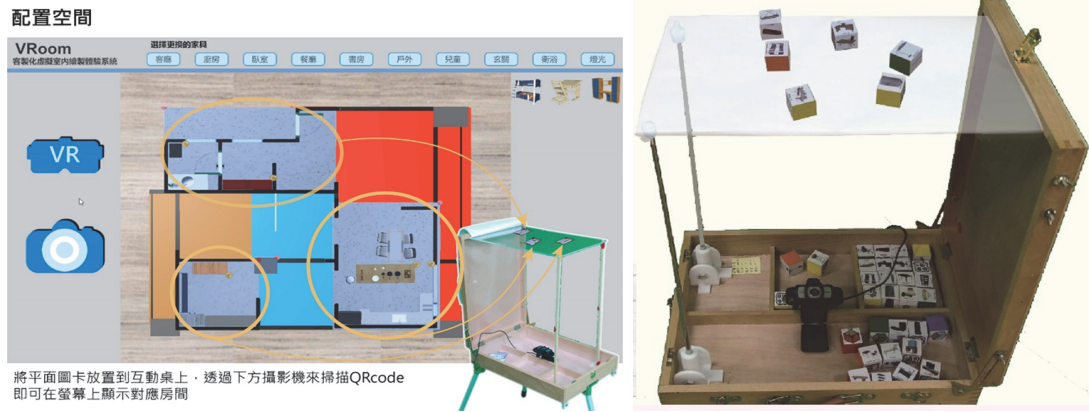 配置空間
VRoom
客製化虛擬室內繪製體驗系統
選擇更換的家具
客廳 廚房 臥室 餐廳 書房 戶外 兒童 玄關 衛浴 燈光
VR
將平面圖卡放置到互動桌上，透過下方攝影機來掃描QRcode
即可在螢幕上顯示對應房間